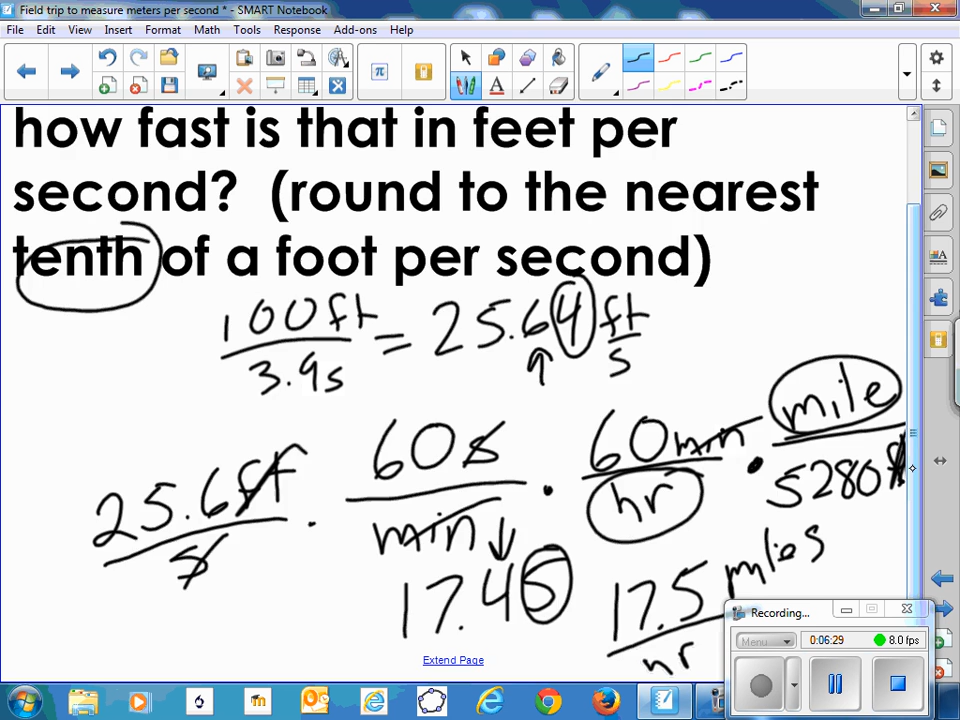 Field trip to measure meters per second * - SMART Notebook
File Edit View Insert Format Math Tools Response Add-ons Help
how fast is that in feet per
second? (round to the nearest
tenth of a foot per second)
100ft/3.9s = 25.64 ft/s
25.6ft/s · 60s/min · 60min/hr · mile/5280ft
17.45 17.5 miles/hr
Extend Page
Recording...
Menu 0:06:29 8.0 fps